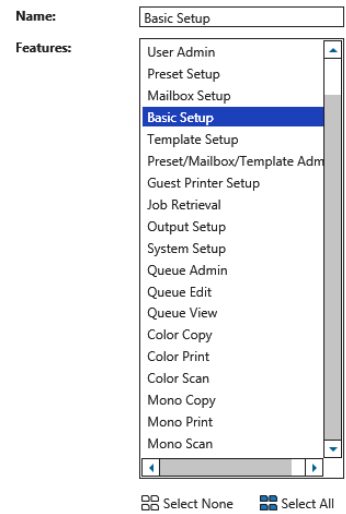 Name: Basic Setup
Features:
User Admin
Preset Setup
Mailbox Setup
Basic Setup
Template Setup
Preset/Mailbox/Template Adm
Guest Printer Setup
Job Retrieval
Output Setup
System Setup
Queue Admin
Queue Edit
Queue View
Color Copy
Color Print
Color Scan
Mono Copy
Mono Print
Mono Scan
Select None Select All